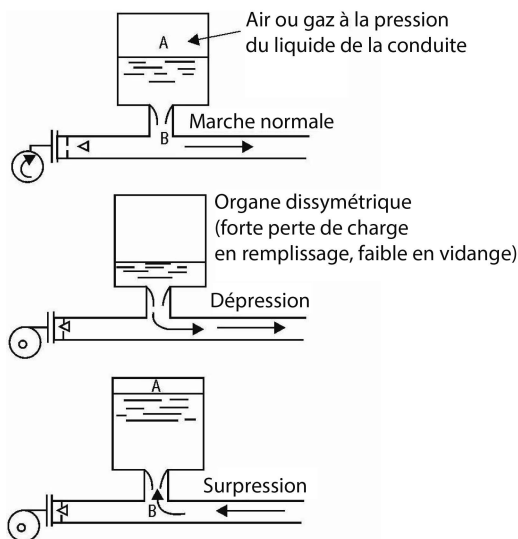 Air ou gaz à la pression
du liquide de la conduite
A
B
Marche normale
Organe dissymétrique
(forte perte de charge
en remplissage, faible en vidange)
Dépression
A
B
Surpression